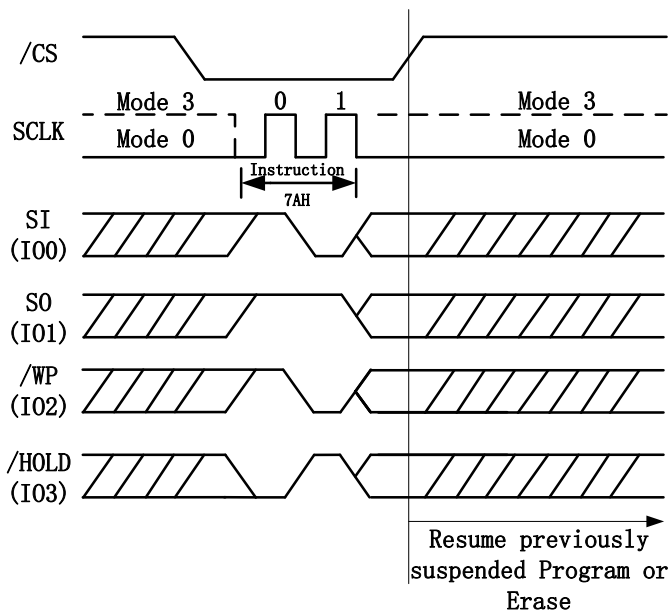 /CS
Mode 3 0 1 Mode 3
SCLK
Mode 0 Mode 0
Instruction
7AH
SI
(IO0)
SO
(IO1)
/WP
(IO2)
/HOLD
(IO3)
Resume previously
suspended Program or
Erase